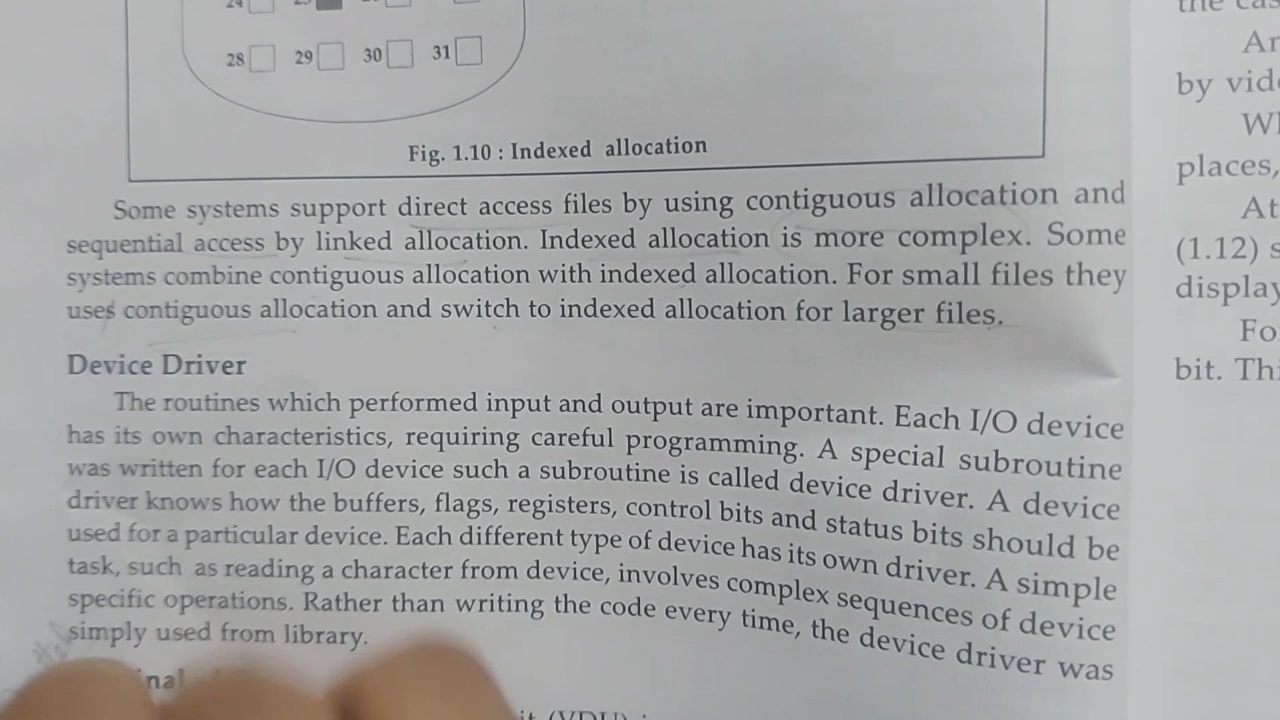 28 29 30 31
Fig. 1.10 : Indexed allocation
Some systems support direct access files by using contiguous allocation and
sequential access by linked allocation. Indexed allocation is more complex. Some
systems combine contiguous allocation with indexed allocation. For small files they
uses contiguous allocation and switch to indexed allocation for larger files.
Device Driver
The routines which performed input and output are important. Each I/O device
has its own characteristics, requiring careful programming. A special subroutine
was written for each I/O device such a subroutine is called device driver. A device
driver knows how the buffers, flags, registers, control bits and status bits should be
used for a particular device. Each different type of device has its own driver. A simple
task, such as reading a character from device, involves complex sequences of device
specific operations. Rather than writing the code every time, the device driver was
simply used from library.
(VDU) :
by
places,
At
(1.12)
display
bit.